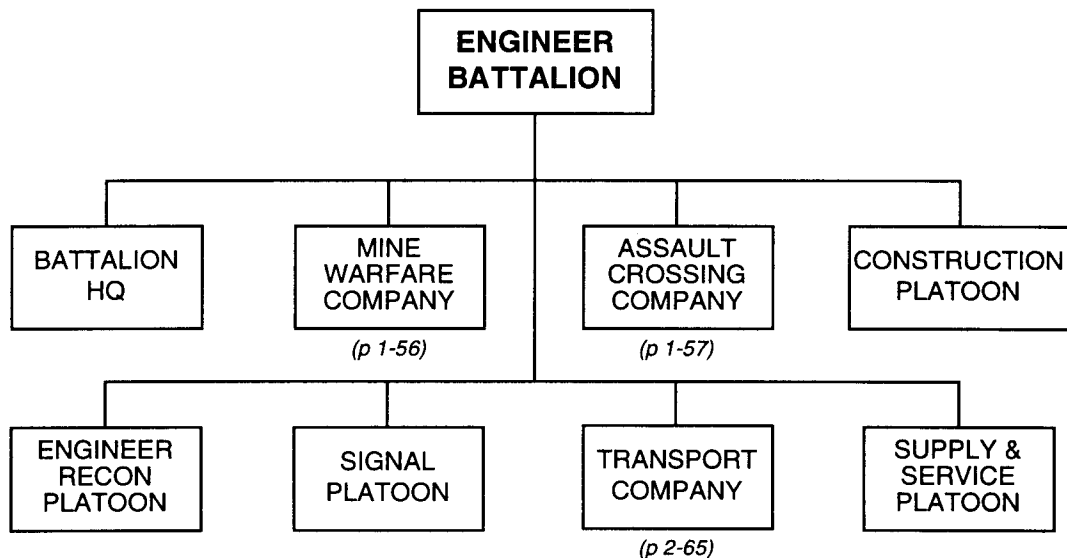 ENGINEER
BATTALION
BATTALION
HQ
MINE
WARFARE
COMPANY
(p 1-56)
ASSAULT
CROSSING
COMPANY
(p 1-57)
CONSTRUCTION
PLATOON
ENGINEER
RECON
PLATOON
SIGNAL
PLATOON
TRANSPORT
COMPANY
(p 2-65)
SUPPLY &
SERVICE
PLATOON